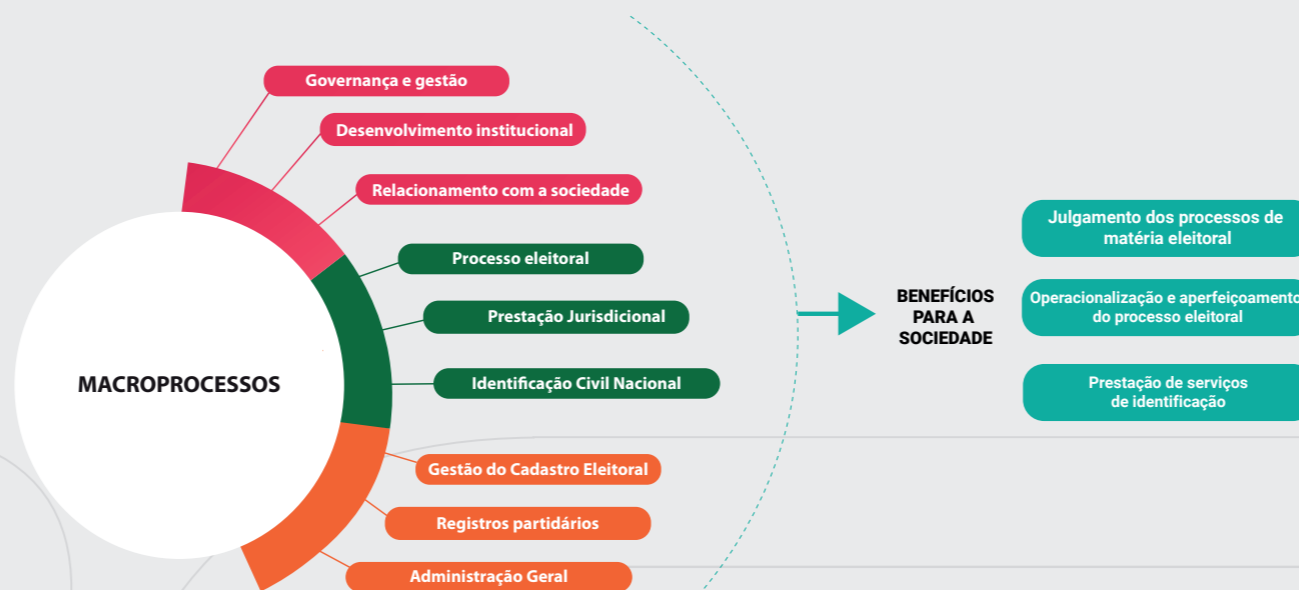 Governança e gestão
Desenvolvimento institucional
Relacionamento com a sociedade
Processo eleitoral
Prestação Jurisdicional
Identificação Civil Nacional
MACROPROCESSOS
Gestão do Cadastro Eleitoral
Registros partidários
Administração Geral
BENEFÍCIOS
PARA A
SOCIEDADE
Julgamento dos processos de
matéria eleitoral
Operacionalização e aperfeiçoamento
do processo eleitoral
Prestação de serviços
de identificação